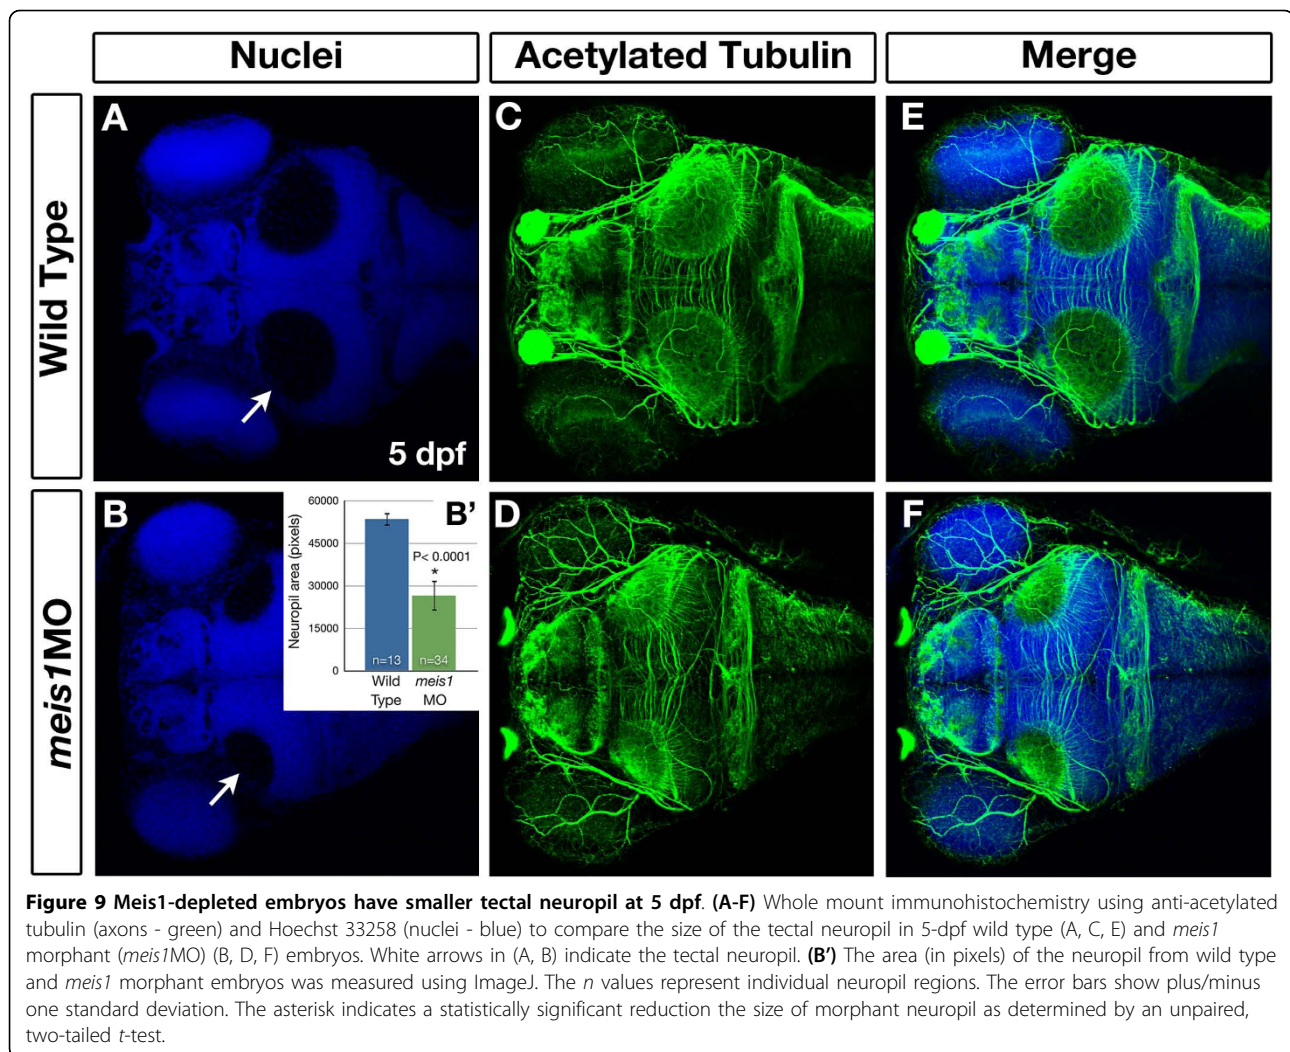 Nuclei
Acetylated Tubulin
Merge
Wild Type
A
5 dpf
C
E
meis1MO
B
B'
60000
45000
30000
15000
0
Neuropil area (pixels)
P< 0.0001
*
n=13
n=34
Wild Type
meis1 MO
D
F
Figure 9 Meis1-depleted embryos have smaller tectal neuropil at 5 dpf. (A-F) Whole mount immunohistochemistry using anti-acetylated
tubulin (axons - green) and Hoechst 33258 (nuclei - blue) to compare the size of the tectal neuropil in 5-dpf wild type (A, C, E) and meis1
morphant (meis1MO) (B, D, F) embryos. White arrows in (A, B) indicate the tectal neuropil. (B') The area (in pixels) of the neuropil from wild type
and meis1 morphant embryos was measured using ImageJ. The n values represent individual neuropil regions. The error bars show plus/minus
one standard deviation. The asterisk indicates a statistically significant reduction the size of morphant neuropil as determined by an unpaired,
two-tailed t-test.